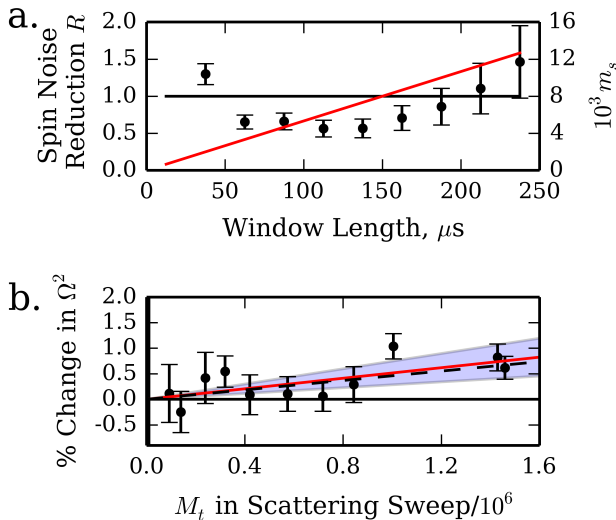 a.
2.0
1.5
1.0
0.5
0.0
Spin Noise
Reduction R
16
12
8
4
0
10³ mₛ
0 50 100 150 200 250
Window Length, μs
b.
2.0
1.5
1.0
0.5
0.0
-0.5
% Change in Ω²
0.0 0.4 0.8 1.2 1.6
Mₜ in Scattering Sweep/10⁶